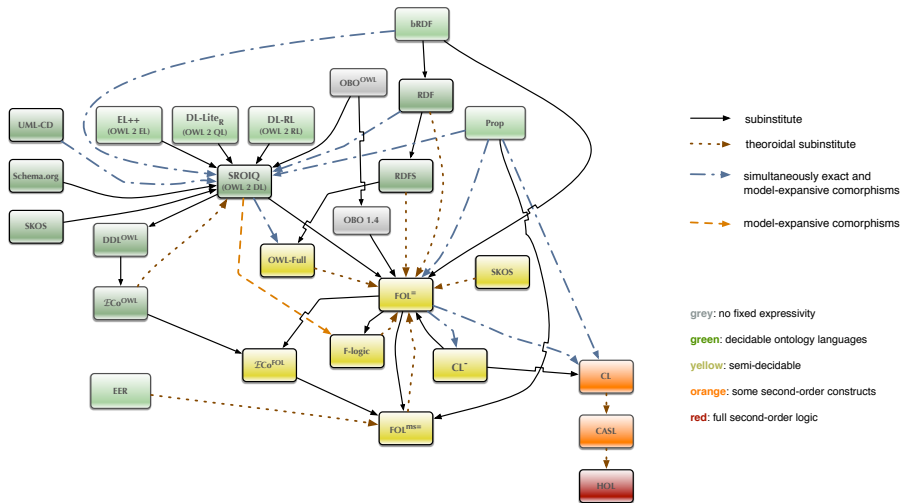 bRDF
OBO^OWL
RDF
UML-CD
EL++
(OWL 2 EL)
DL-Lite_R
(OWL 2 QL)
DL-RL
(OWL 2 RL)
Prop
subinstitute
theoroidal subinstitute
Schema.org
SROIQ
(OWL 2 DL)
RDFS
simultaneously exact and
model-expansive comorphisms
SKOS
OBO 1.4
model-expansive comorphisms
DDL^OWL
OWL-Full
SKOS
ℰCo^OWL
FOL^=
grey: no fixed expressivity
green: decidable ontology languages
F-logic
ℰCo^FOL
CL^-
yellow: semi-decidable
CL
EER
orange: some second-order constructs
red: full second-order logic
FOL^ms=
CASL
HOL